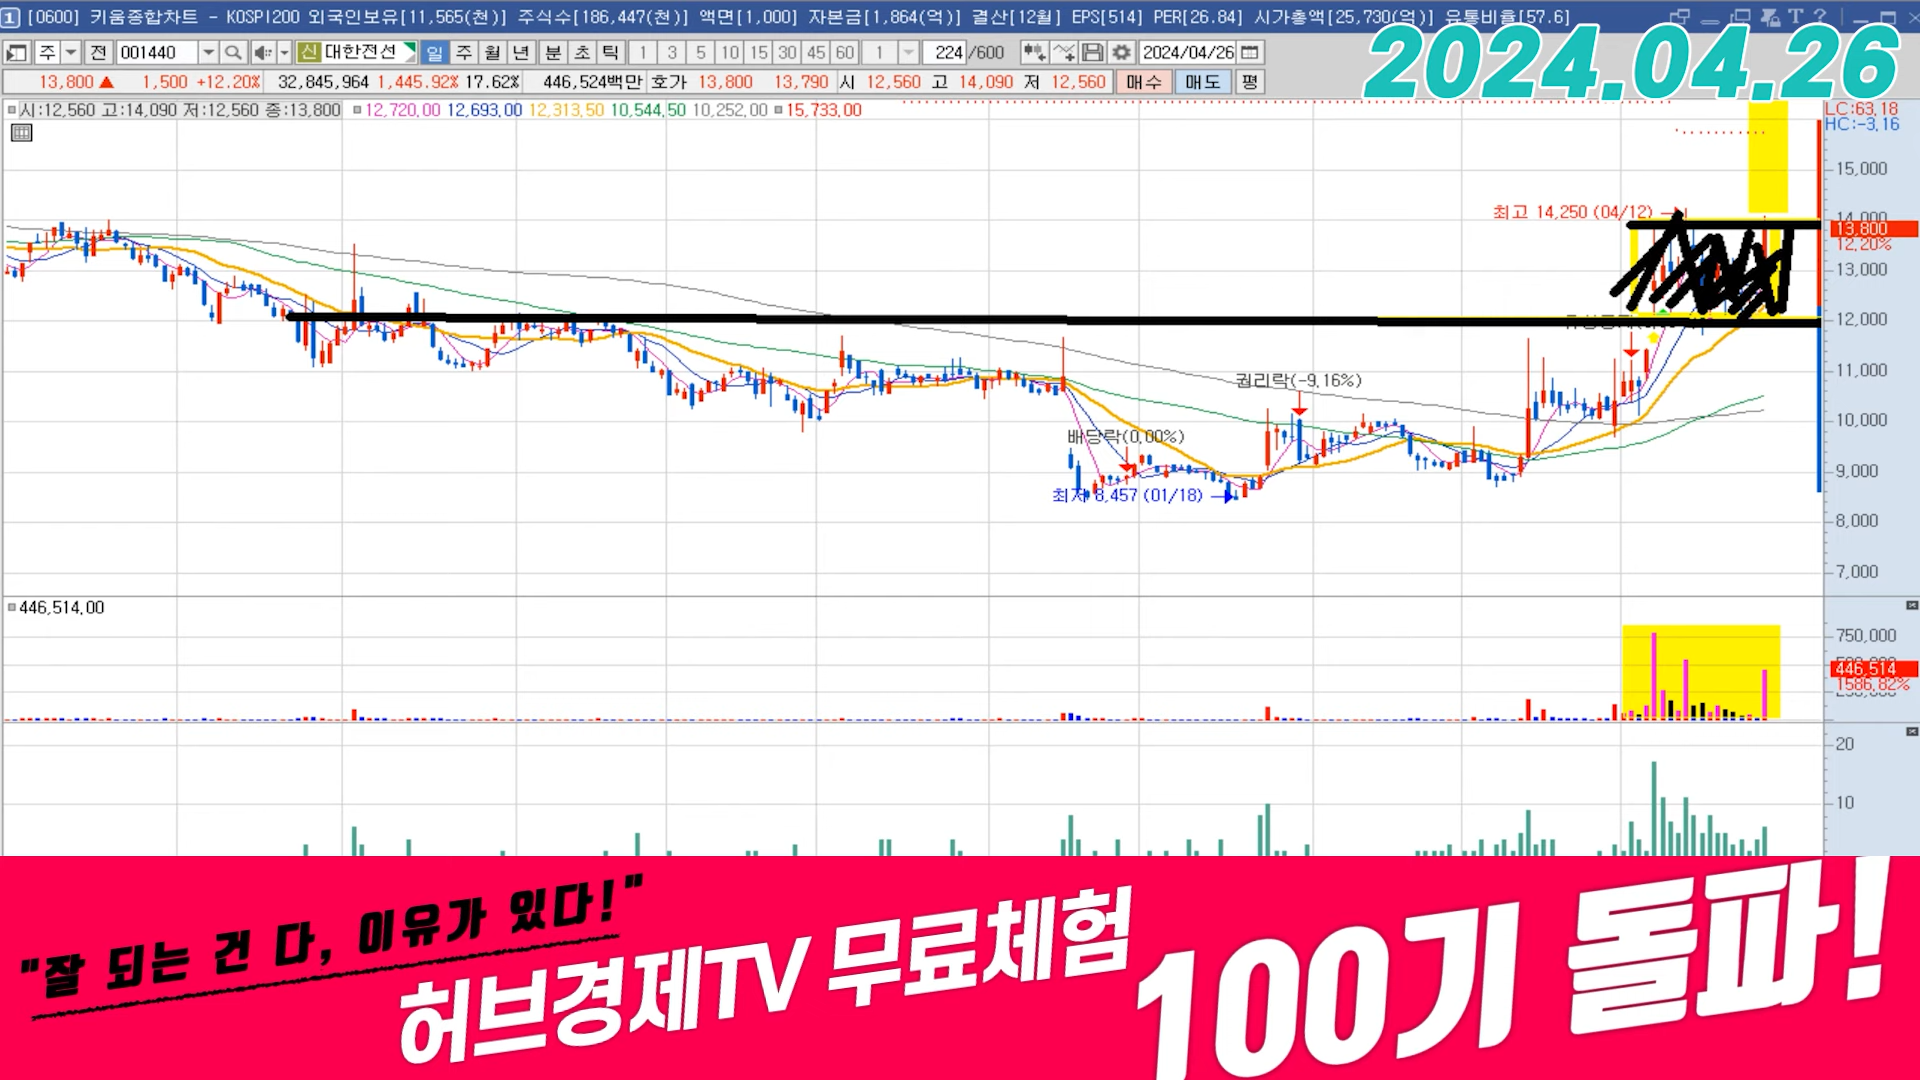 1 [0600] 키움종합차트 - KOSPI200 외국인보유[11,565(천)] 주식수[186,447(천)] 액면[1,000] 자본금[1,864(억)] 결산[12월] EPS[514] PER[26.84] 시가총액[25,730(억)] 유통비율[57.6]
2024.04.26
주 전 001440 신 대한전선 일 주 월 년 분 초 틱 1 3 5 10 15 30 45 60 1 224 /600 2024/04/26
13,800 ▲ 1,500 +12.20% 32,845,964 1,445.92% 17.62% 446,524백만 호가 13,800 13,790 시 12,560 고 14,090 저 12,560 매수 매도 평
시:12,560 고:14,090 저:12,560 종:13,800 12,720.00 12,693.00 12,313.50 10,544.50 10,252.00 15,733.00
LC:63.18
HC:-3.16
15,000
최고 14,250 (04/12)
14,000
13,800
12.20%
13,000
12,000
11,000
권리락(-9.16%)
10,000
배당락(0.00%)
9,000
최저 8,457 (01/18)
8,000
7,000
446,514.00
750,000
446,514
1586.82%
20
10
"잘 되는 건 다, 이유가 있다!"
허브경제TV 무료체험
100기 돌파!